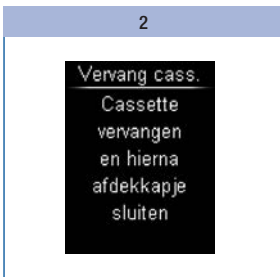 2
Vervang cass.
Cassette
vervangen
en hierna
afdekkapje
sluiten